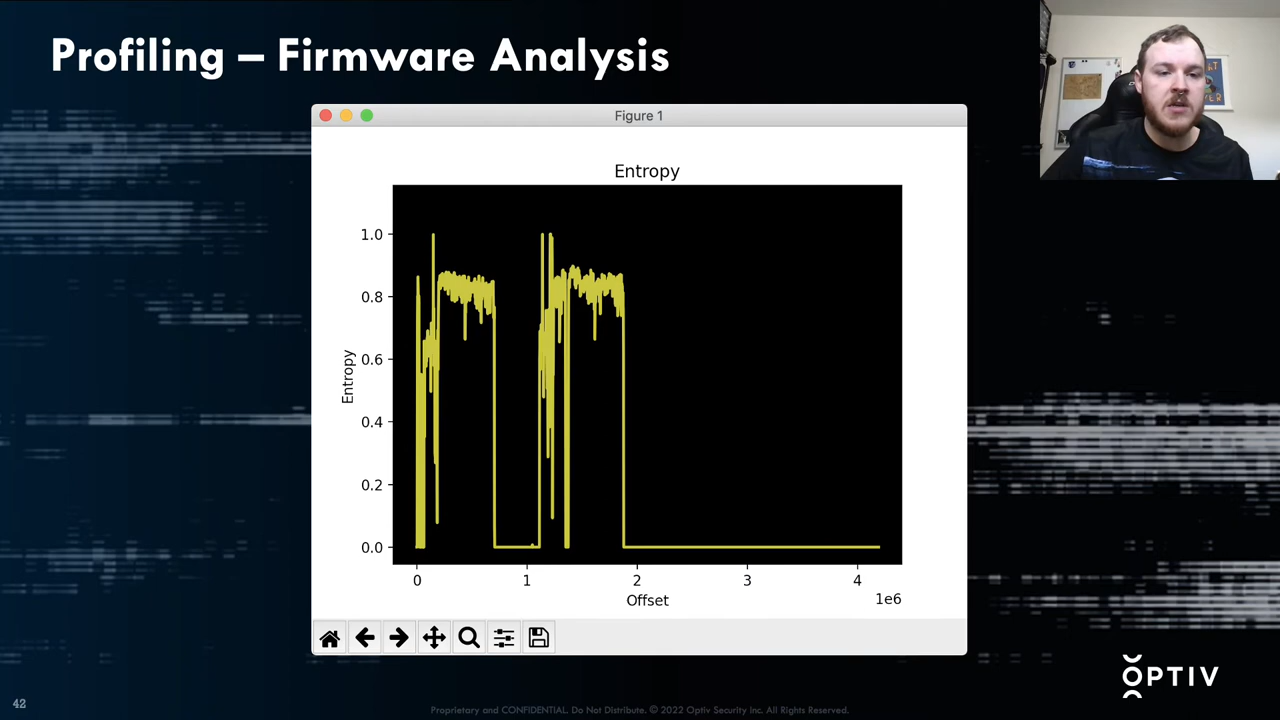 Profiling – Firmware Analysis
Figure 1
Entropy
1.0
0.8
0.6
0.4
0.2
0.0
Entropy
0 1 2 3 4
1e6
Offset
OPTIV
42
Proprietary and CONFIDENTIAL. Do Not Distribute. © 2022 Optiv Security Inc. All Rights Reserved.